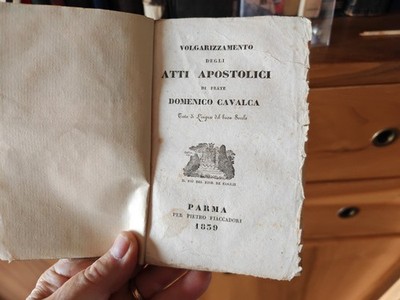 VOLGARIZZAMENTO
DEGLI
ATTI APOSTOLICI
DI FRATE
DOMENICO CAVALCA
Testo di Lingua del buon Secolo
PARMA
PER PIETRO FIACCADORI
1839